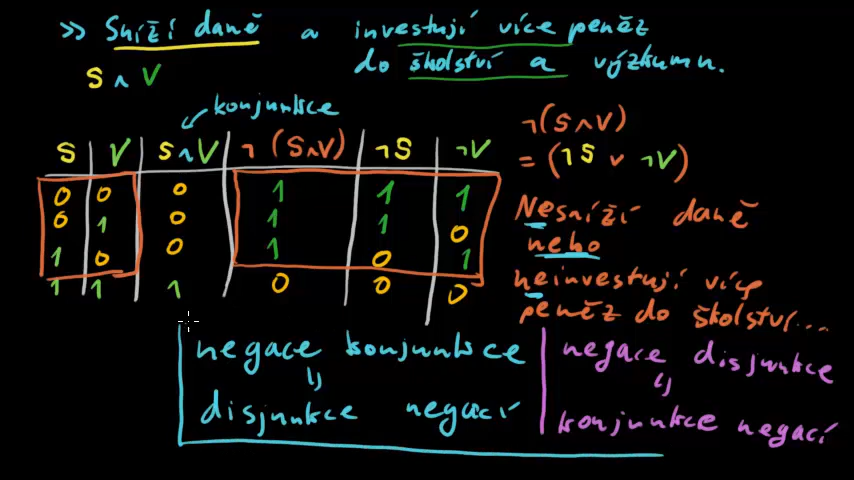 >> Sníží daně a investují více peněz
do školství a výzkumu.
S ∧ V
konjunkce
S V S ∧ V ¬ (S∧V) ¬S ¬V
0 0 0 1 1 1
0 1 0 1 1 0
1 0 0 1 0 1
1 1 1 0 0 0
¬(S∧V)
= (¬S ∨ ¬V)
Nesníží daně
nebo
neinvestují více
peněz do školství...
negace konjunkce
↳
disjunkce negací
negace disjunkce
↳
konjunkce negací